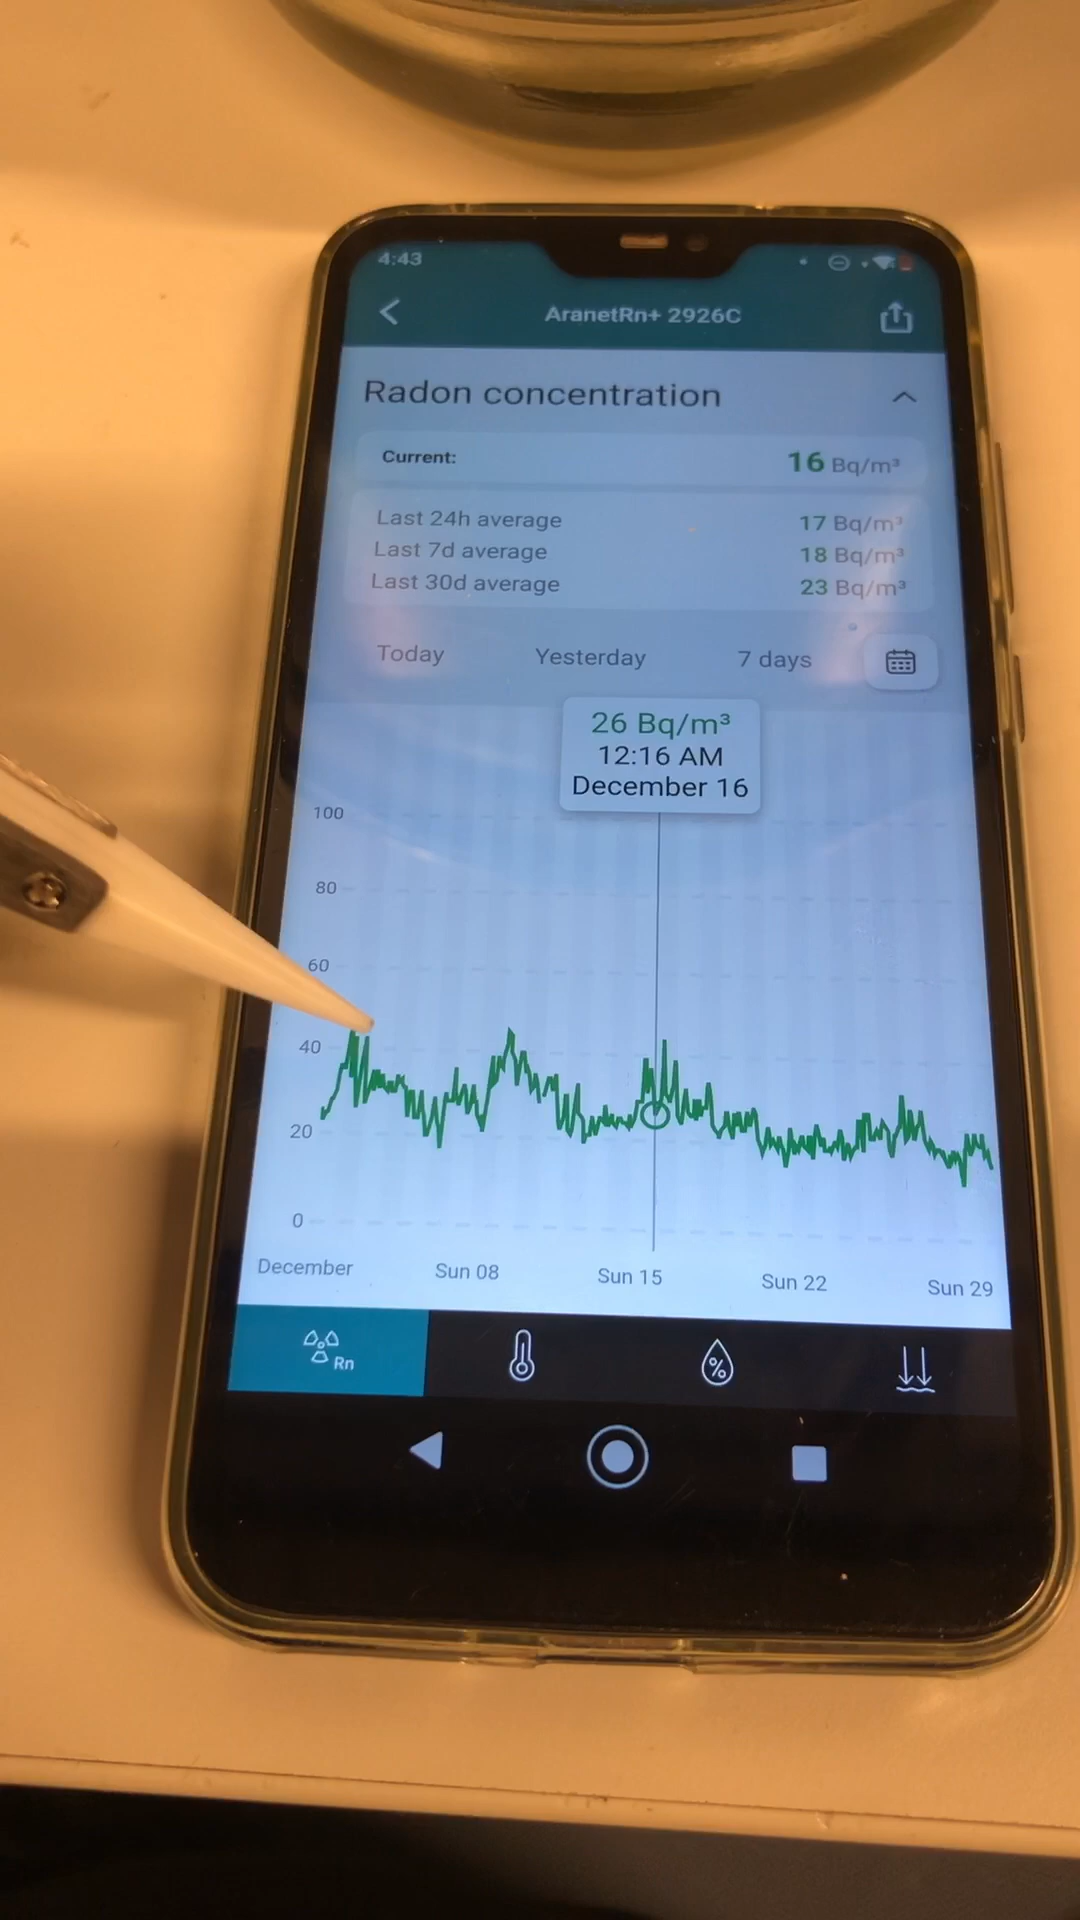 4:43
AranetRn+ 2926C
Radon concentration
Current: 16 Bq/m³
Last 24h average 17 Bq/m³
Last 7d average 18 Bq/m³
Last 30d average 23 Bq/m³
Today Yesterday 7 days
26 Bq/m³
12:16 AM
December 16
100
80
60
40
20
0
December Sun 08 Sun 15 Sun 22 Sun 29
Rn %